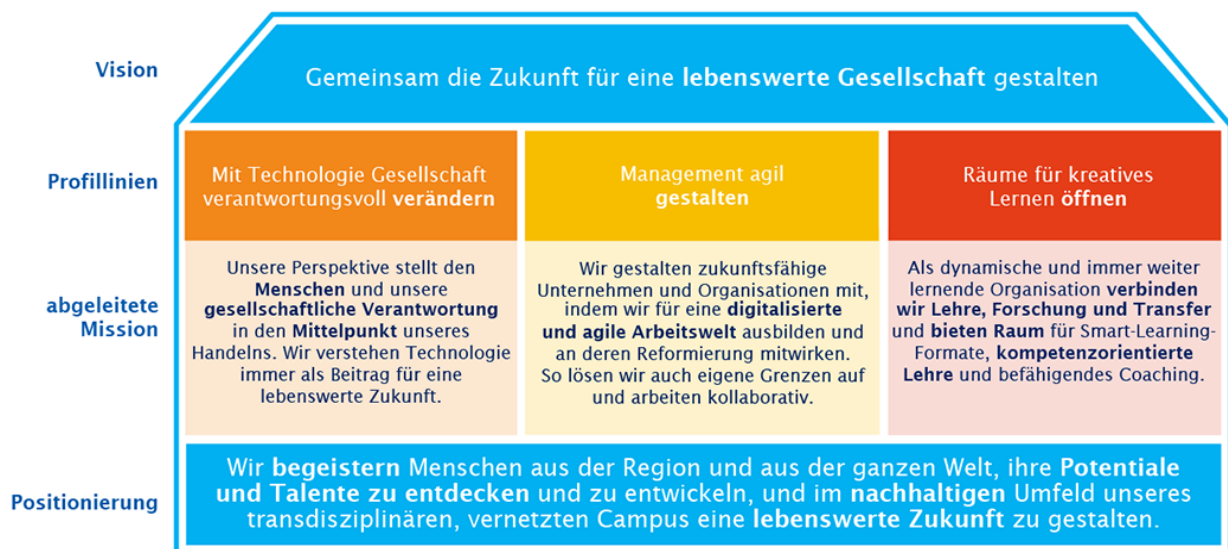 Vision
Gemeinsam die Zukunft für eine lebenswerte Gesellschaft gestalten
Profillinien
Mit Technologie Gesellschaft
verantwortungsvoll verändern
Management agil
gestalten
Räume für kreatives
Lernen öffnen
abgeleitete
Mission
Unsere Perspektive stellt den
Menschen und unsere
gesellschaftliche Verantwortung
in den Mittelpunkt unseres
Handelns. Wir verstehen Technologie
immer als Beitrag für eine
lebenswerte Zukunft.
Wir gestalten zukunftsfähige
Unternehmen und Organisationen mit,
indem wir für eine digitalisierte
und agile Arbeitswelt ausbilden und
an deren Reformierung mitwirken.
So lösen wir auch eigene Grenzen auf
und arbeiten kollaborativ.
Als dynamische und immer weiter
lernende Organisation verbinden
wir Lehre, Forschung und Transfer
und bieten Raum für Smart-Learning-
Formate, kompetenzorientierte
Lehre und befähigendes Coaching.
Positionierung
Wir begeistern Menschen aus der Region und aus der ganzen Welt, ihre Potentiale
und Talente zu entdecken und zu entwickeln, und im nachhaltigen Umfeld unseres
transdisziplinären, vernetzten Campus eine lebenswerte Zukunft zu gestalten.